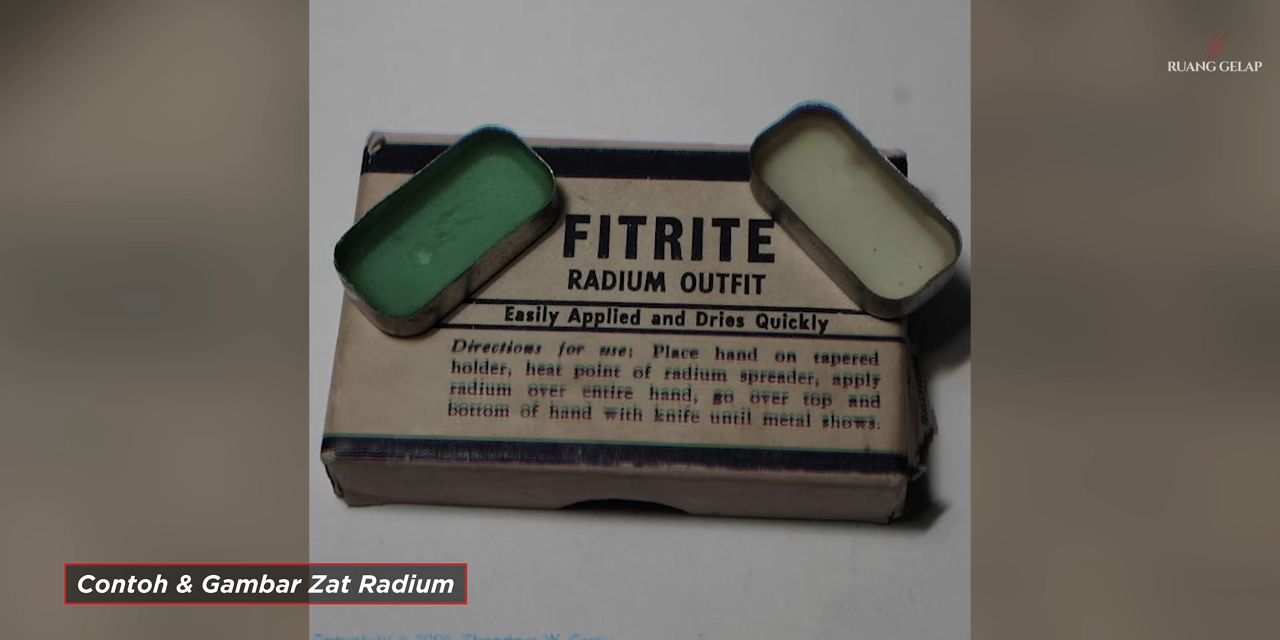 RUANG GELAP
FITRITE
RADIUM OUTFIT
Easily Applied and Dries Quickly
Directions for use: Place hand on tapered
holder, heat point of radium spreader, apply
radium over entire hand, go over top and
bottom of hand with knife until metal shows.
Contoh & Gambar Zat Radium